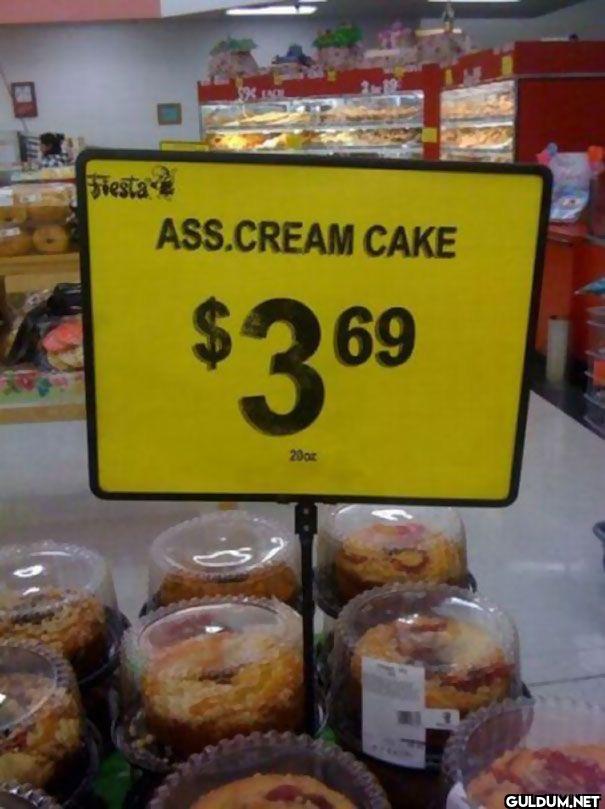 Fiesta
ASS.CREAM CAKE
$3 69
20oz
GULDUM.NET